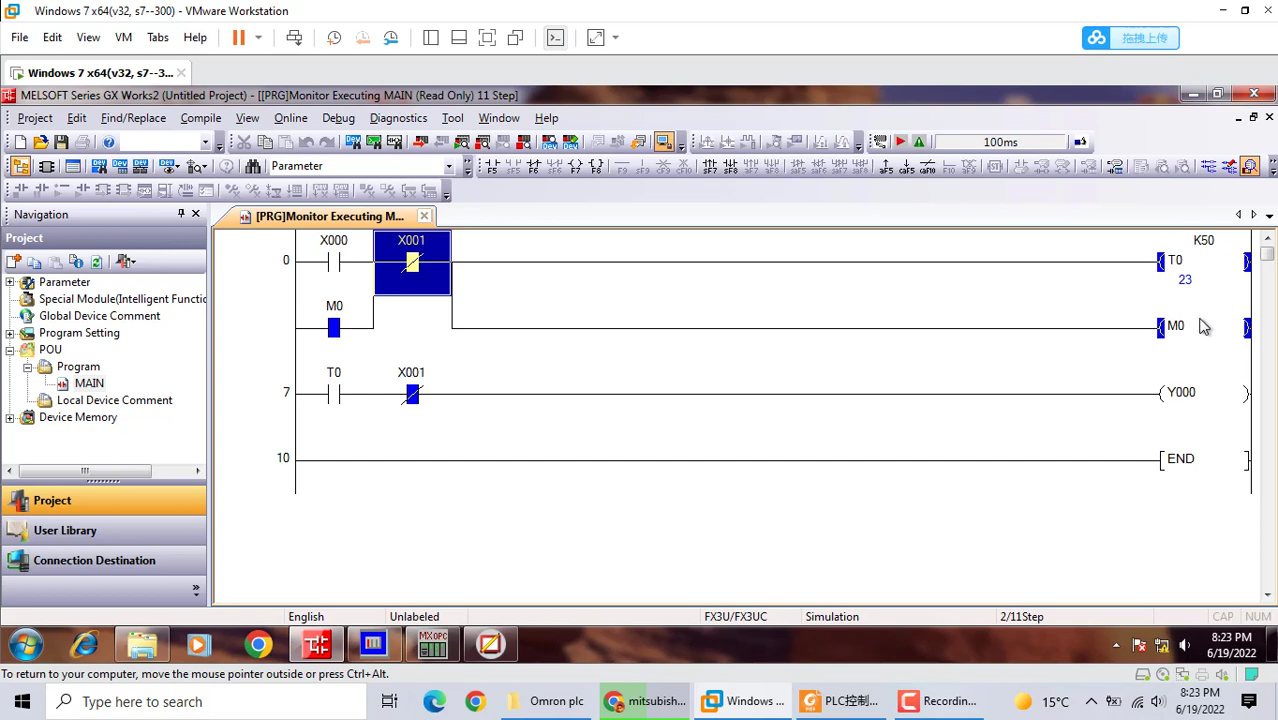 Windows 7 x64(v32, s7--300) - VMware Workstation
File Edit View VM Tabs Help
拖拽上传
Windows 7 x64(v32, s7--3...
MELSOFT Series GX Works2 (Untitled Project) - [[PRG]Monitor Executing MAIN (Read Only) 11 Step]
Project Edit Find/Replace Compile View Online Debug Diagnostics Tool Window Help
100ms
Parameter
Navigation
[PRG]Monitor Executing M...
Project
Parameter
Special Module(Intelligent Functio
Global Device Comment
Program Setting
POU
Program
MAIN
Local Device Comment
Device Memory
Project
User Library
Connection Destination
X000 X001 K50
0 T0
23
M0
M0
T0 X001
7 Y000
10 END
English Unlabeled FX3U/FX3UC Simulation 2/11Step CAP NUM
MX OPC
8:23 PM
6/19/2022
To return to your computer, move the mouse pointer outside or press Ctrl+Alt.
Type here to search
Omron plc
mitsubish...
Windows ...
PLC控制...
Recordin...
15°C
8:23 PM
6/19/2022